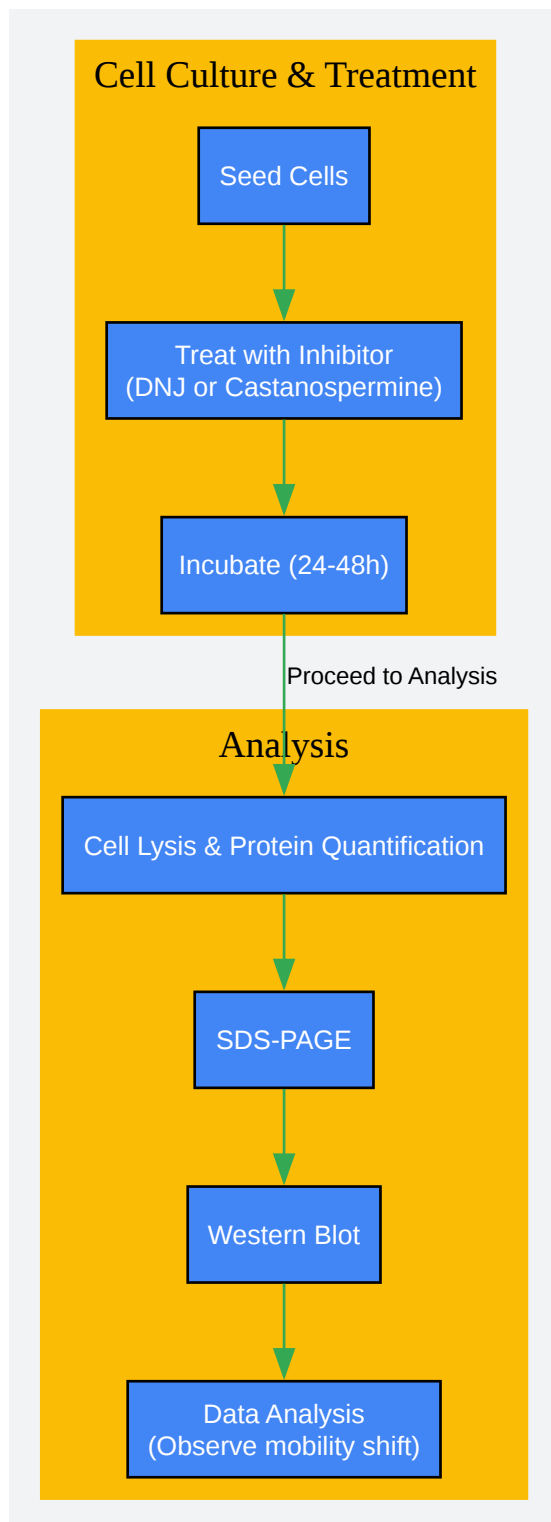 Cell Culture & Treatment
Seed Cells
Treat with Inhibitor
(DNJ or Castanospermine)
Incubate (24-48h)
Proceed to Analysis
Analysis
Cell Lysis & Protein Quantification
SDS-PAGE
Western Blot
Data Analysis
(Observe mobility shift)